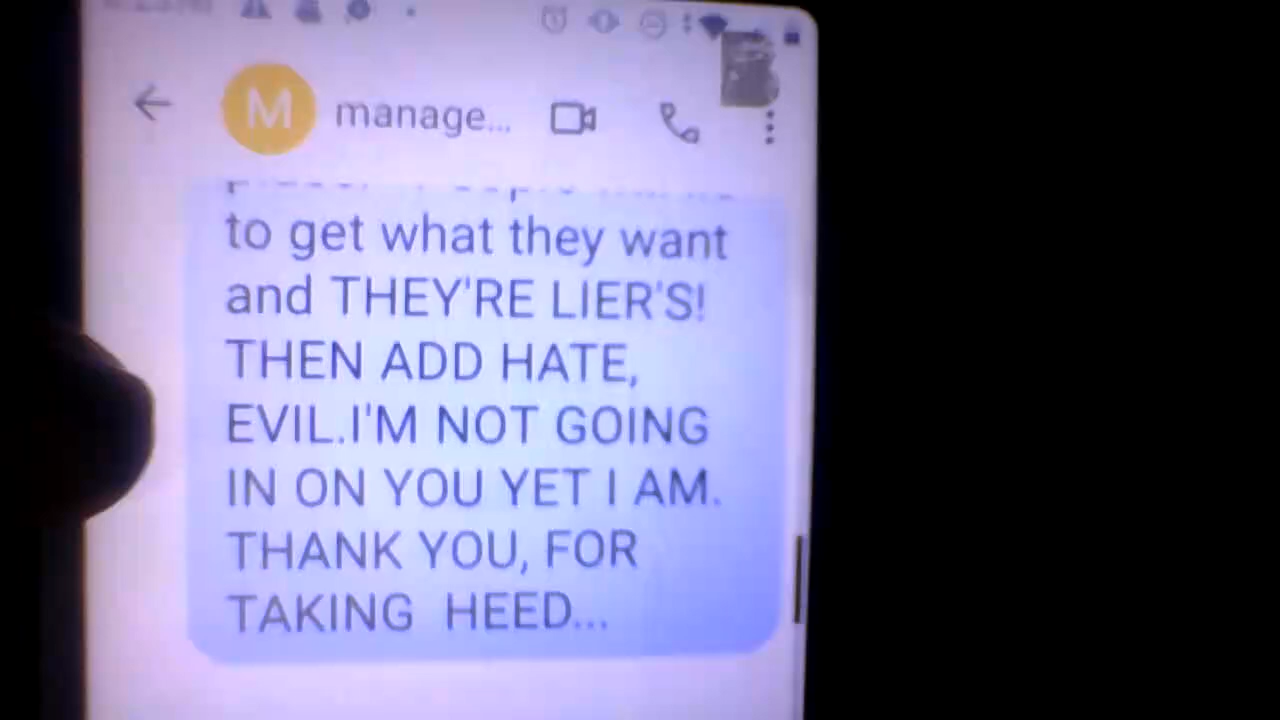 M manage...
to get what they want
and THEY'RE LIER'S!
THEN ADD HATE,
EVIL.I'M NOT GOING
IN ON YOU YET I AM.
THANK YOU, FOR
TAKING HEED...